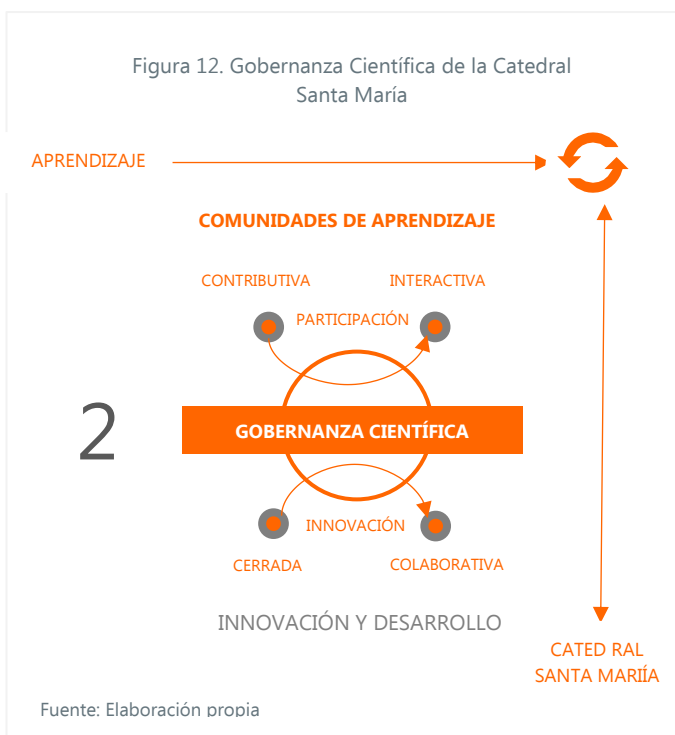 Figura 12. Gobernanza Científica de la Catedral
Santa María
APRENDIZAJE
COMUNIDADES DE APRENDIZAJE
CONTRIBUTIVA
INTERACTIVA
PARTICIPACIÓN
2
GOBERNANZA CIENTÍFICA
INNOVACIÓN
CERRADA
COLABORATIVA
INNOVACIÓN Y DESARROLLO
CATED RAL
SANTA MARIÍA
Fuente: Elaboración propia